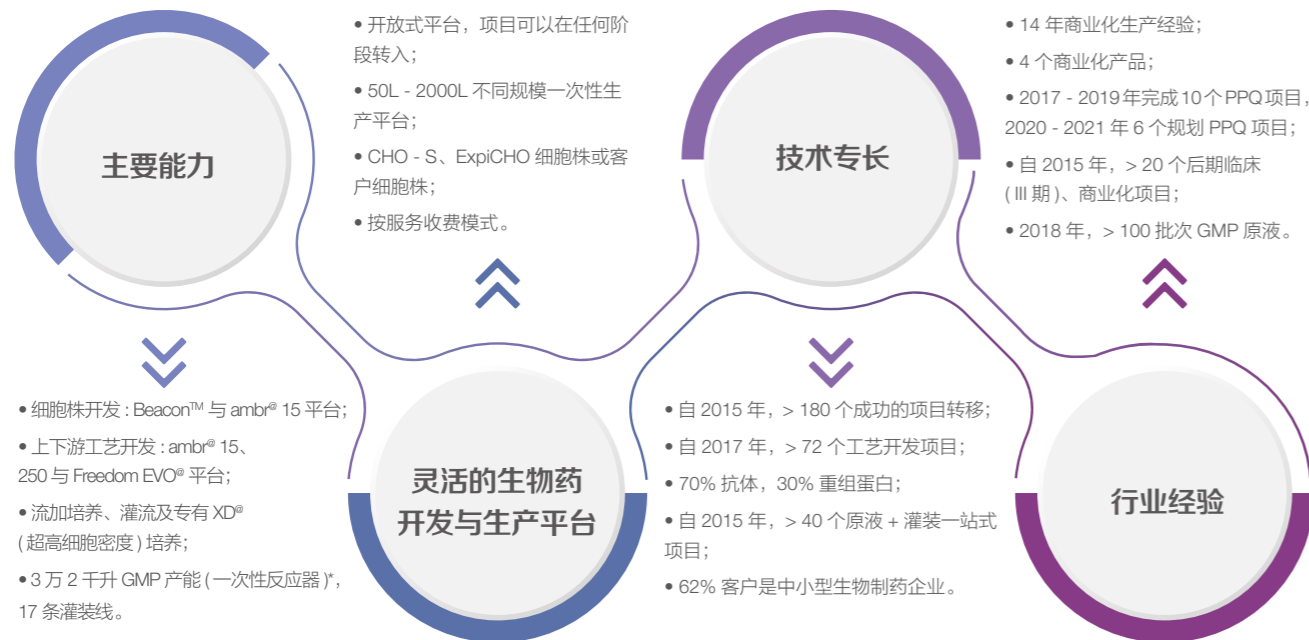 主要能力
• 细胞株开发 : Beacon™ 与 ambr® 15 平台；
• 上下游工艺开发 : ambr® 15、
250 与 Freedom EVO® 平台；
• 流加培养、灌流及专有 XD®
( 超高细胞密度 ) 培养；
• 3 万 2 千升 GMP 产能 ( 一次性反应器 )*，
17 条灌装线。
• 开放式平台，项目可以在任何阶
段转入；
• 50L - 2000L 不同规模一次性生
产平台；
• CHO - S、ExpiCHO 细胞株或客
户细胞株；
• 按服务收费模式。
灵活的生物药
开发与生产平台
技术专长
• 自 2015 年，> 180 个成功的项目转移；
• 自 2017 年，> 72 个工艺开发项目；
• 70% 抗体，30% 重组蛋白；
• 自 2015 年，> 40 个原液 + 灌装一站式
项目；
• 62% 客户是中小型生物制药企业。
• 14 年商业化生产经验；
• 4 个商业化产品；
• 2017 - 2019 年完成 10 个 PPQ 项目，
2020 - 2021 年 6 个规划 PPQ 项目；
• 自 2015 年，> 20 个后期临床
( III 期 )、商业化项目；
• 2018 年，> 100 批次 GMP 原液。
行业经验